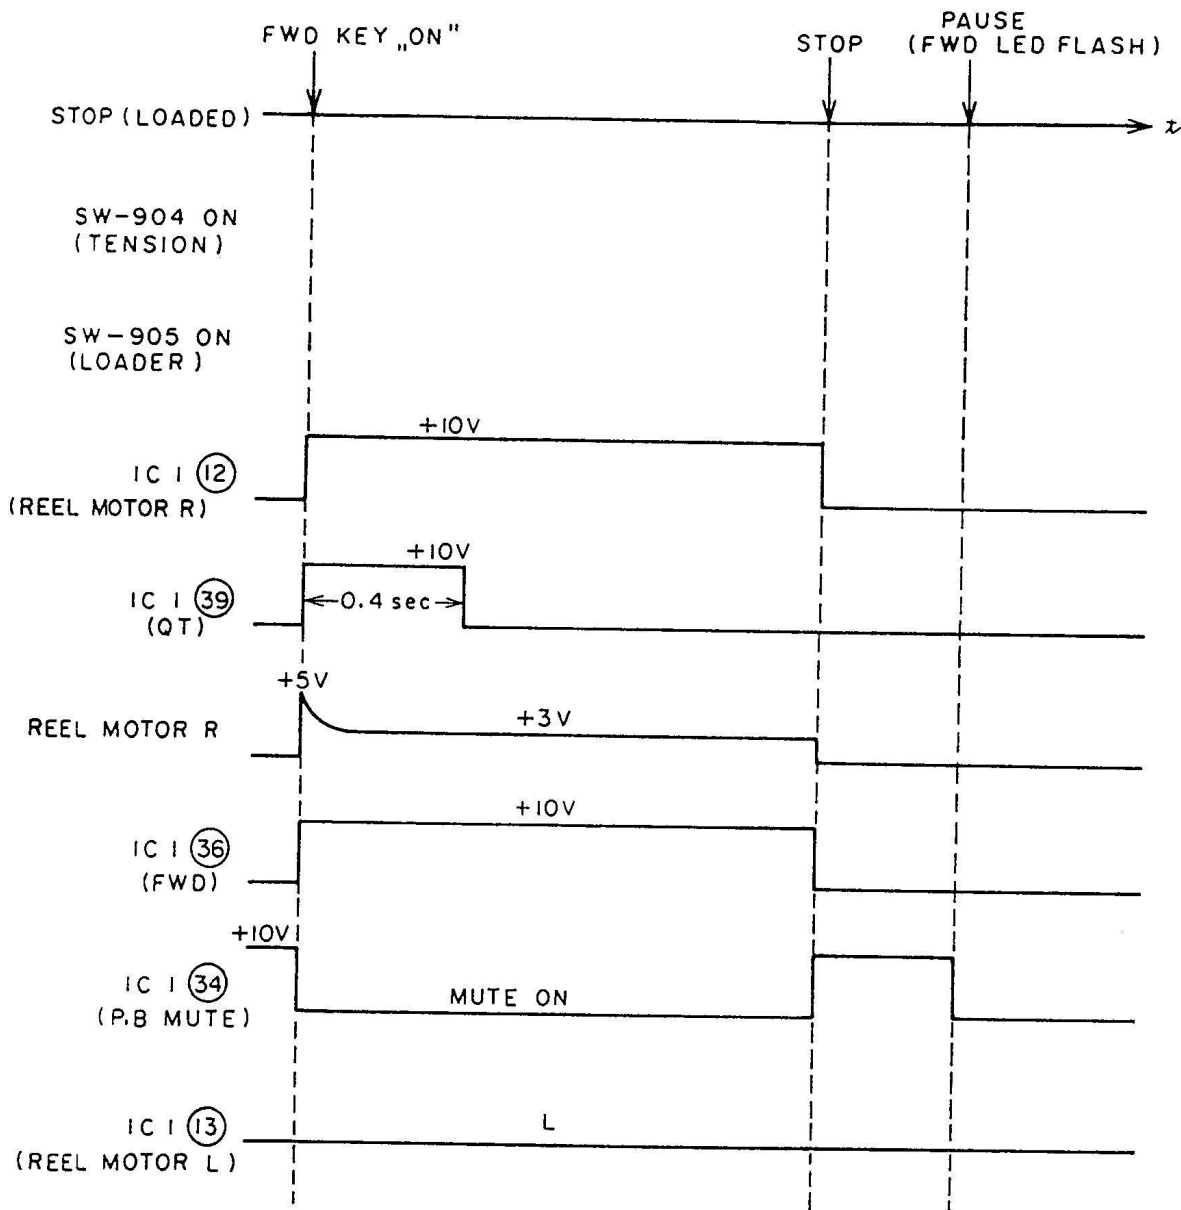 FWD KEY „ON"
STOP
PAUSE
(FWD LED FLASH)
STOP (LOADED)
t
SW-904 ON
(TENSION)
SW-905 ON
(LOADER)
+10V
IC 1 12
(REEL MOTOR R)
+10V
IC 1 39
(QT)
0.4 sec
+5V
REEL MOTOR R
+3V
+10V
IC 1 36
(FWD)
+10V
IC 1 34
(P.B MUTE)
MUTE ON
IC 1 13
(REEL MOTOR L)
L